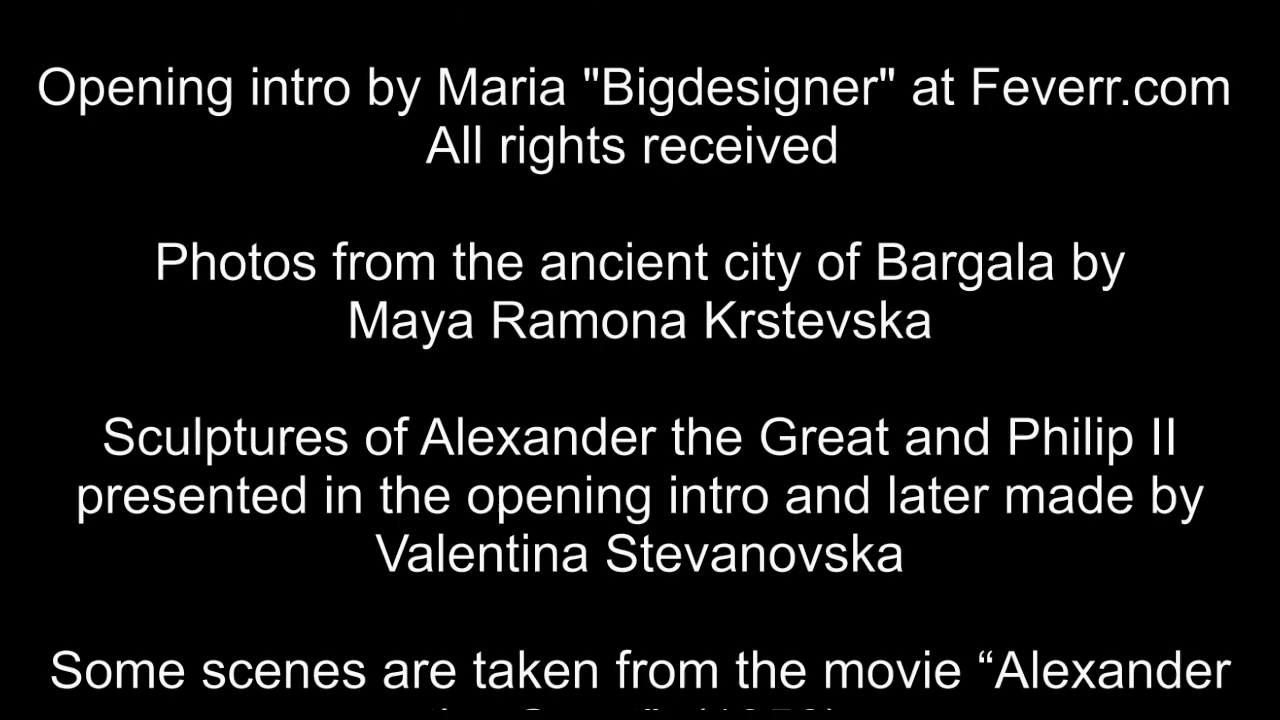 Opening intro by Maria "Bigdesigner" at Feverr.com
All rights received
Photos from the ancient city of Bargala by
Maya Ramona Krstevska
Sculptures of Alexander the Great and Philip II
presented in the opening intro and later made by
Valentina Stevanovska
Some scenes are taken from the movie “Alexander